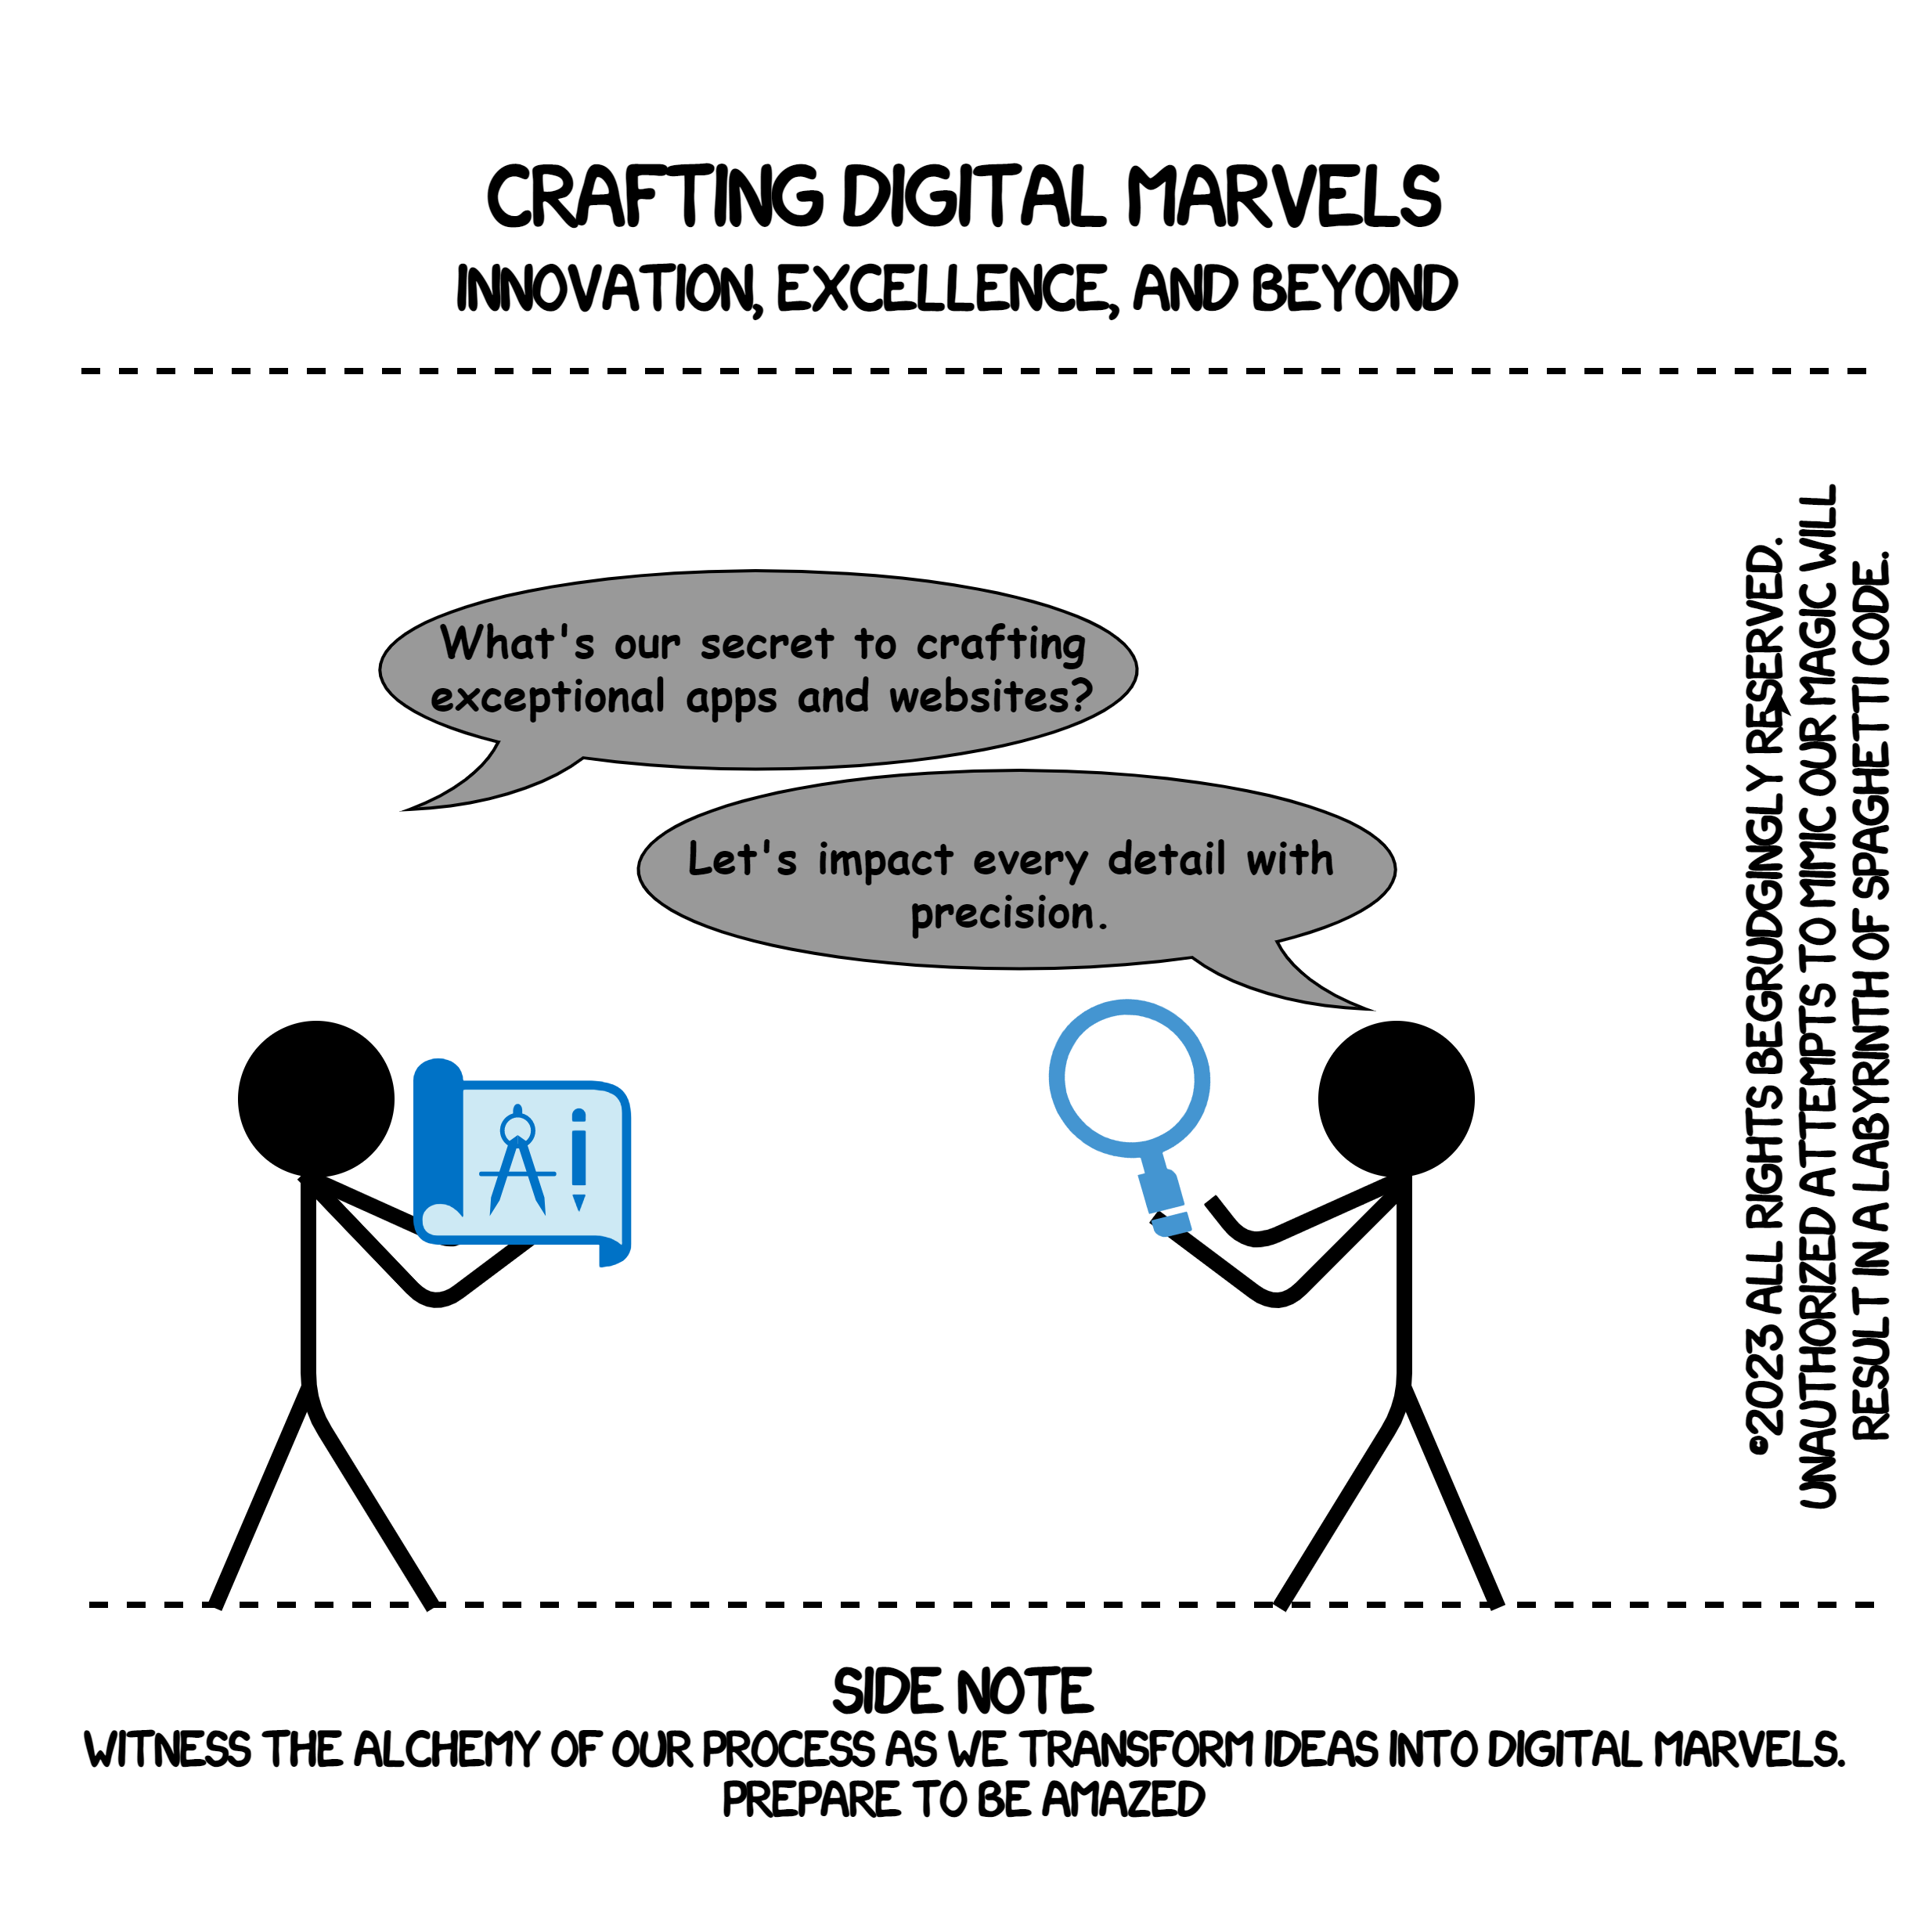 CRAFTING DIGITAL MARVELS
INNOVATION, EXCELLENCE, AND BEYOND
What's our secret to crafting
exceptional apps and websites?
Let's impact every detail with
precision.
©2023 ALL RIGHTS BEGRUDGINGLY RESERVED.
UNAUTHORIZED ATTEMPTS TO MIMIC OUR MAGIC WILL
RESULT IN A LABYRINTH OF SPAGHETTI CODE.
SIDE NOTE
WITNESS THE ALCHEMY OF OUR PROCESS AS WE TRANSFORM IDEAS INTO DIGITAL MARVELS.
PREPARE TO BE AMAZED